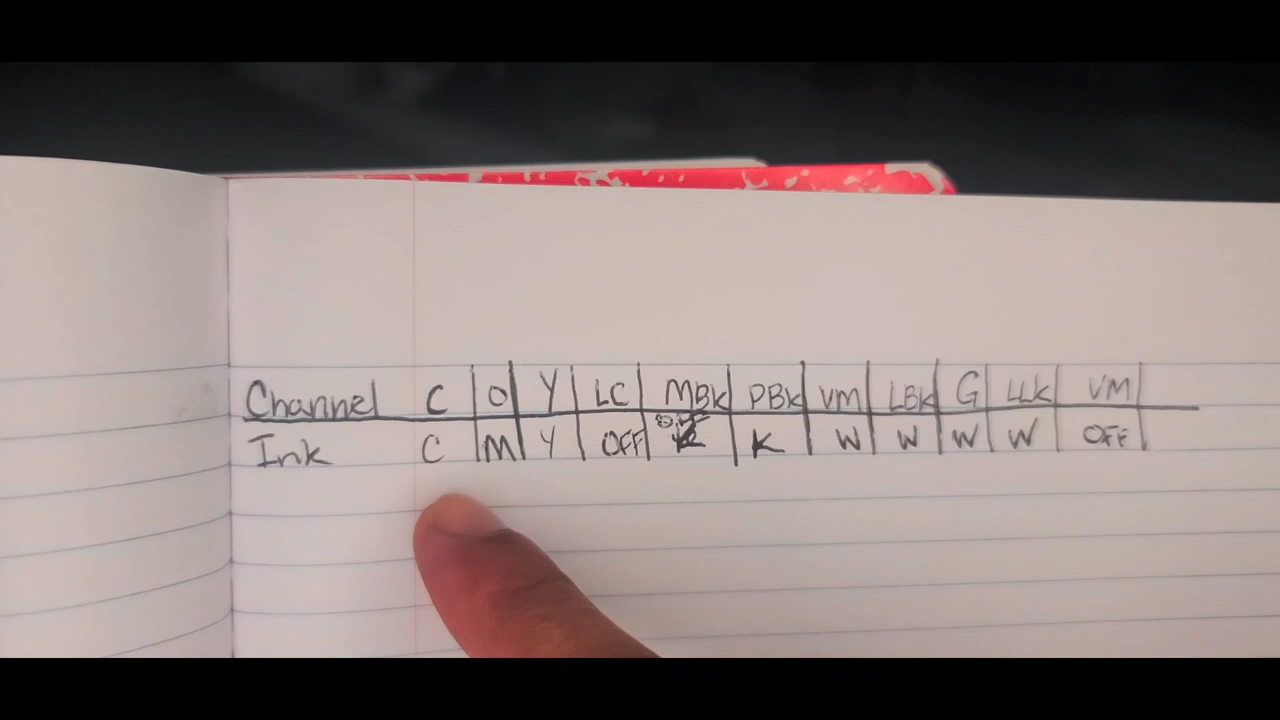 Channel C O Y LC MBK PBK VM LBK G LLK VM
Ink C M Y OFF K W W W W OFF